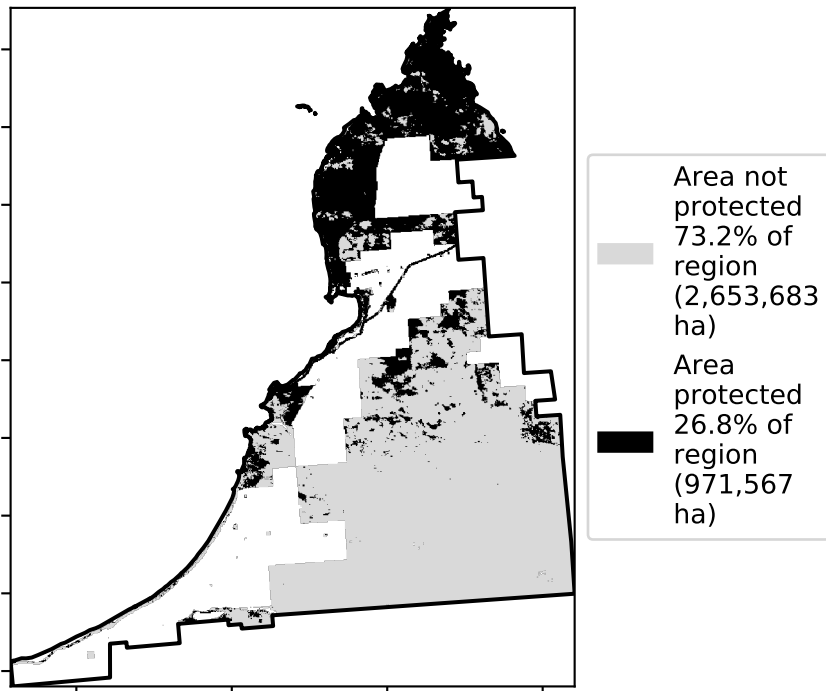 Area not
protected
73.2% of
region
(2,653,683
ha)
Area
protected
26.8% of
region
(971,567
ha)